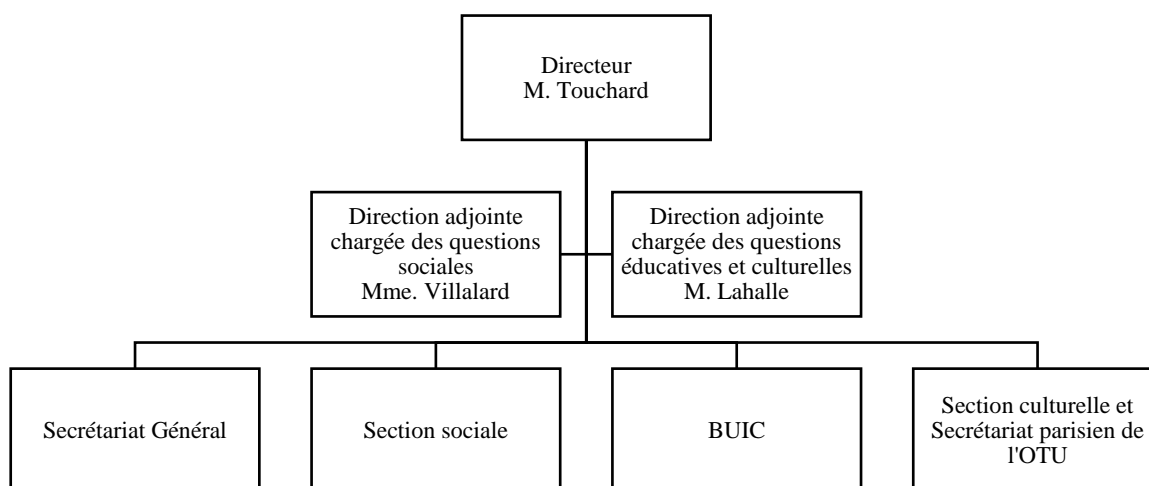 Directeur
M. Touchard
Direction adjointe
chargée des questions
sociales
Mme. Villalard
Direction adjointe
chargée des questions
éducatives et culturelles
M. Lahalle
Secrétariat Général
Section sociale
BUIC
Section culturelle et
Secrétariat parisien de
l'OTU